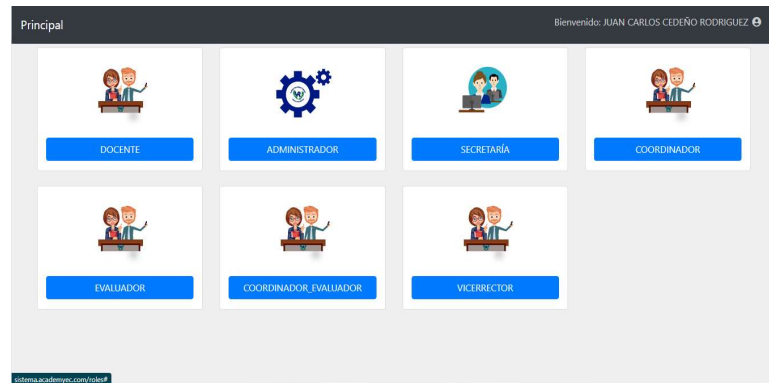 Principal
Bienvenido: JUAN CARLOS CEDEÑO RODRIGUEZ
DOCENTE
ADMINISTRADOR
SECRETARÍA
COORDINADOR
EVALUADOR
COORDINADOR_EVALUADOR
VICERRECTOR
sistema.academyec.com/roles#